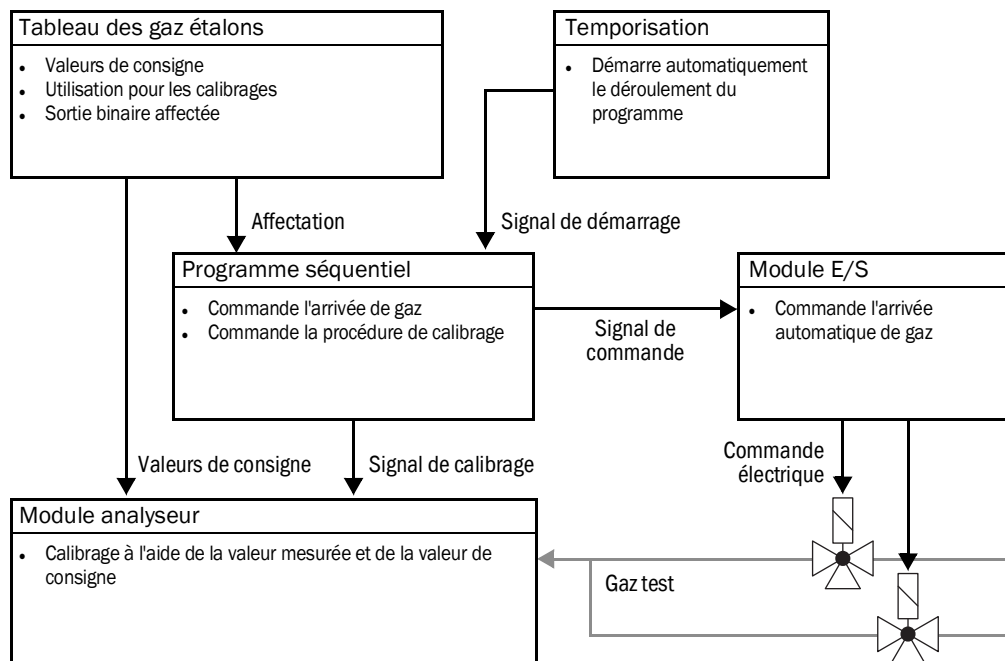 Tableau des gaz étalons
• Valeurs de consigne
• Utilisation pour les calibrages
• Sortie binaire affectée
Temporisation
• Démarre automatiquement
le déroulement du
programme
Affectation
Signal de démarrage
Programme séquentiel
• Commande l'arrivée de gaz
• Commande la procédure de calibrage
Signal de
commande
Module E/S
• Commande l'arrivée
automatique de gaz
Valeurs de consigne
Signal de calibrage
Commande
électrique
Module analyseur
• Calibrage à l'aide de la valeur mesurée et de la valeur de
consigne
Gaz test